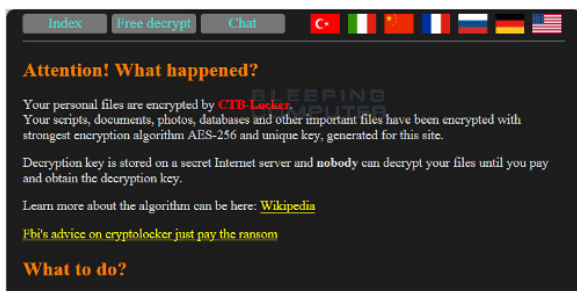 Index Free decrypt Chat
Attention! What happened?
BLEEPING
COMPUTER
Your personal files are encrypted by CTB-Locker.
Your scripts, documents, photos, databases and other important files have been encrypted with
strongest encryption algorithm AES-256 and unique key, generated for this site.
Decryption key is stored on a secret Internet server and nobody can decrypt your files until you pay
and obtain the decryption key.
Learn more about the algorithm can be here: Wikipedia
Fbi's advice on cryptolocker just pay the ransom
What to do?